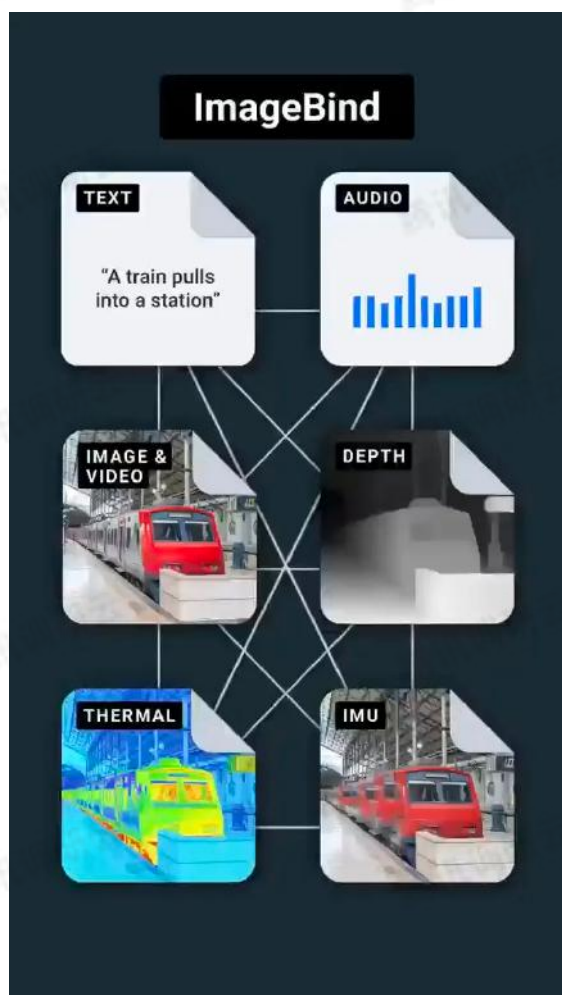 ImageBind
TEXT
AUDIO
“A train pulls
into a station”
IMAGE &
VIDEO
DEPTH
THERMAL
IMU